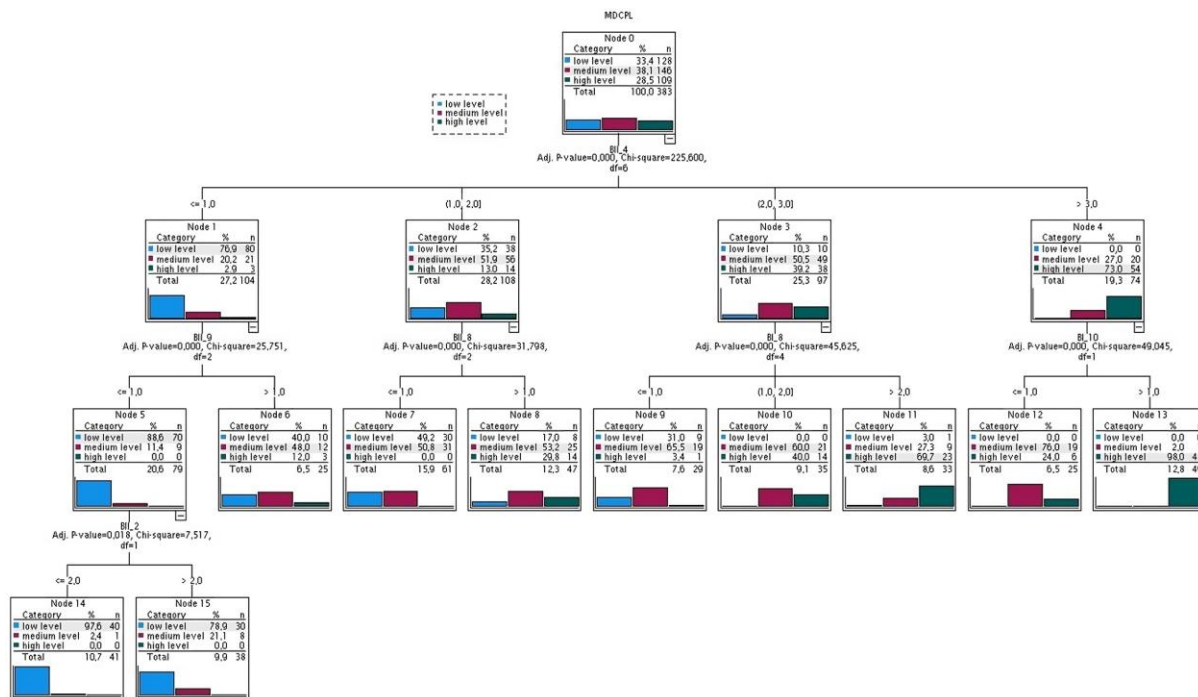 MDCPL
Node 0
Category % n
low level 33,4 128
medium level 38,1 146
high level 28,5 109
Total 100,0 383
low level
medium level
high level
BII_4
Adj. P-value=0,000, Chi-square=225,600,
df=6
<= 1,0
(1,0, 2,0]
(2,0, 3,0]
> 3,0
Node 1
Category % n
low level 76,9 80
medium level 20,2 21
high level 2,9 3
Total 27,2 104
Node 2
Category % n
low level 35,2 38
medium level 51,9 56
high level 13,0 14
Total 28,2 108
Node 3
Category % n
low level 10,3 10
medium level 50,5 49
high level 39,2 38
Total 25,3 97
Node 4
Category % n
low level 0,0 0
medium level 27,0 20
high level 73,0 54
Total 19,3 74
BII_9
Adj. P-value=0,000, Chi-square=25,751,
df=2
BII_8
Adj. P-value=0,000, Chi-square=31,798,
df=2
Adj. P-value=0,000, Chi-square=45,625,
df=4
BI_10
Adj. P-value=0,000, Chi-square=49,045,
df=1
<= 1,0
> 1,0
<= 1,0
> 1,0
<= 1,0
(1,0, 2,0]
> 2,0
<= 1,0
> 1,0
Node 5
Category % n
low level 88,6 70
medium level 11,4 9
high level 0,0 0
Total 20,6 79
Node 6
Category % n
low level 40,0 10
medium level 48,0 12
high level 12,0 3
Total 6,5 25
Node 7
Category % n
low level 49,2 30
medium level 50,8 31
high level 0,0 0
Total 15,9 61
Node 8
Category % n
low level 17,0 8
medium level 53,2 25
high level 29,8 14
Total 12,3 47
Node 9
Category % n
low level 31,0 9
medium level 65,5 19
high level 3,4 1
Total 7,6 29
Node 10
Category % n
low level 0,0 0
medium level 60,0 21
high level 40,0 14
Total 9,1 35
Node 11
Category % n
low level 3,0 1
medium level 27,3 9
high level 69,7 23
Total 8,6 33
Node 12
Category % n
low level 0,0 0
medium level 76,0 19
high level 24,0 6
Total 6,5 25
Node 13
Category %
low level 0,0
medium level 2,0
high level 98,0
Total 12,8
BII_2
Adj. P-value=0,018, Chi-square=7,517,
df=1
<= 2,0
> 2,0
Node 14
Category % n
low level 97,6 40
medium level 2,4 1
high level 0,0 0
Total 10,7 41
Node 15
Category % n
low level 78,9 30
medium level 21,1 8
high level 0,0 0
Total 9,9 38